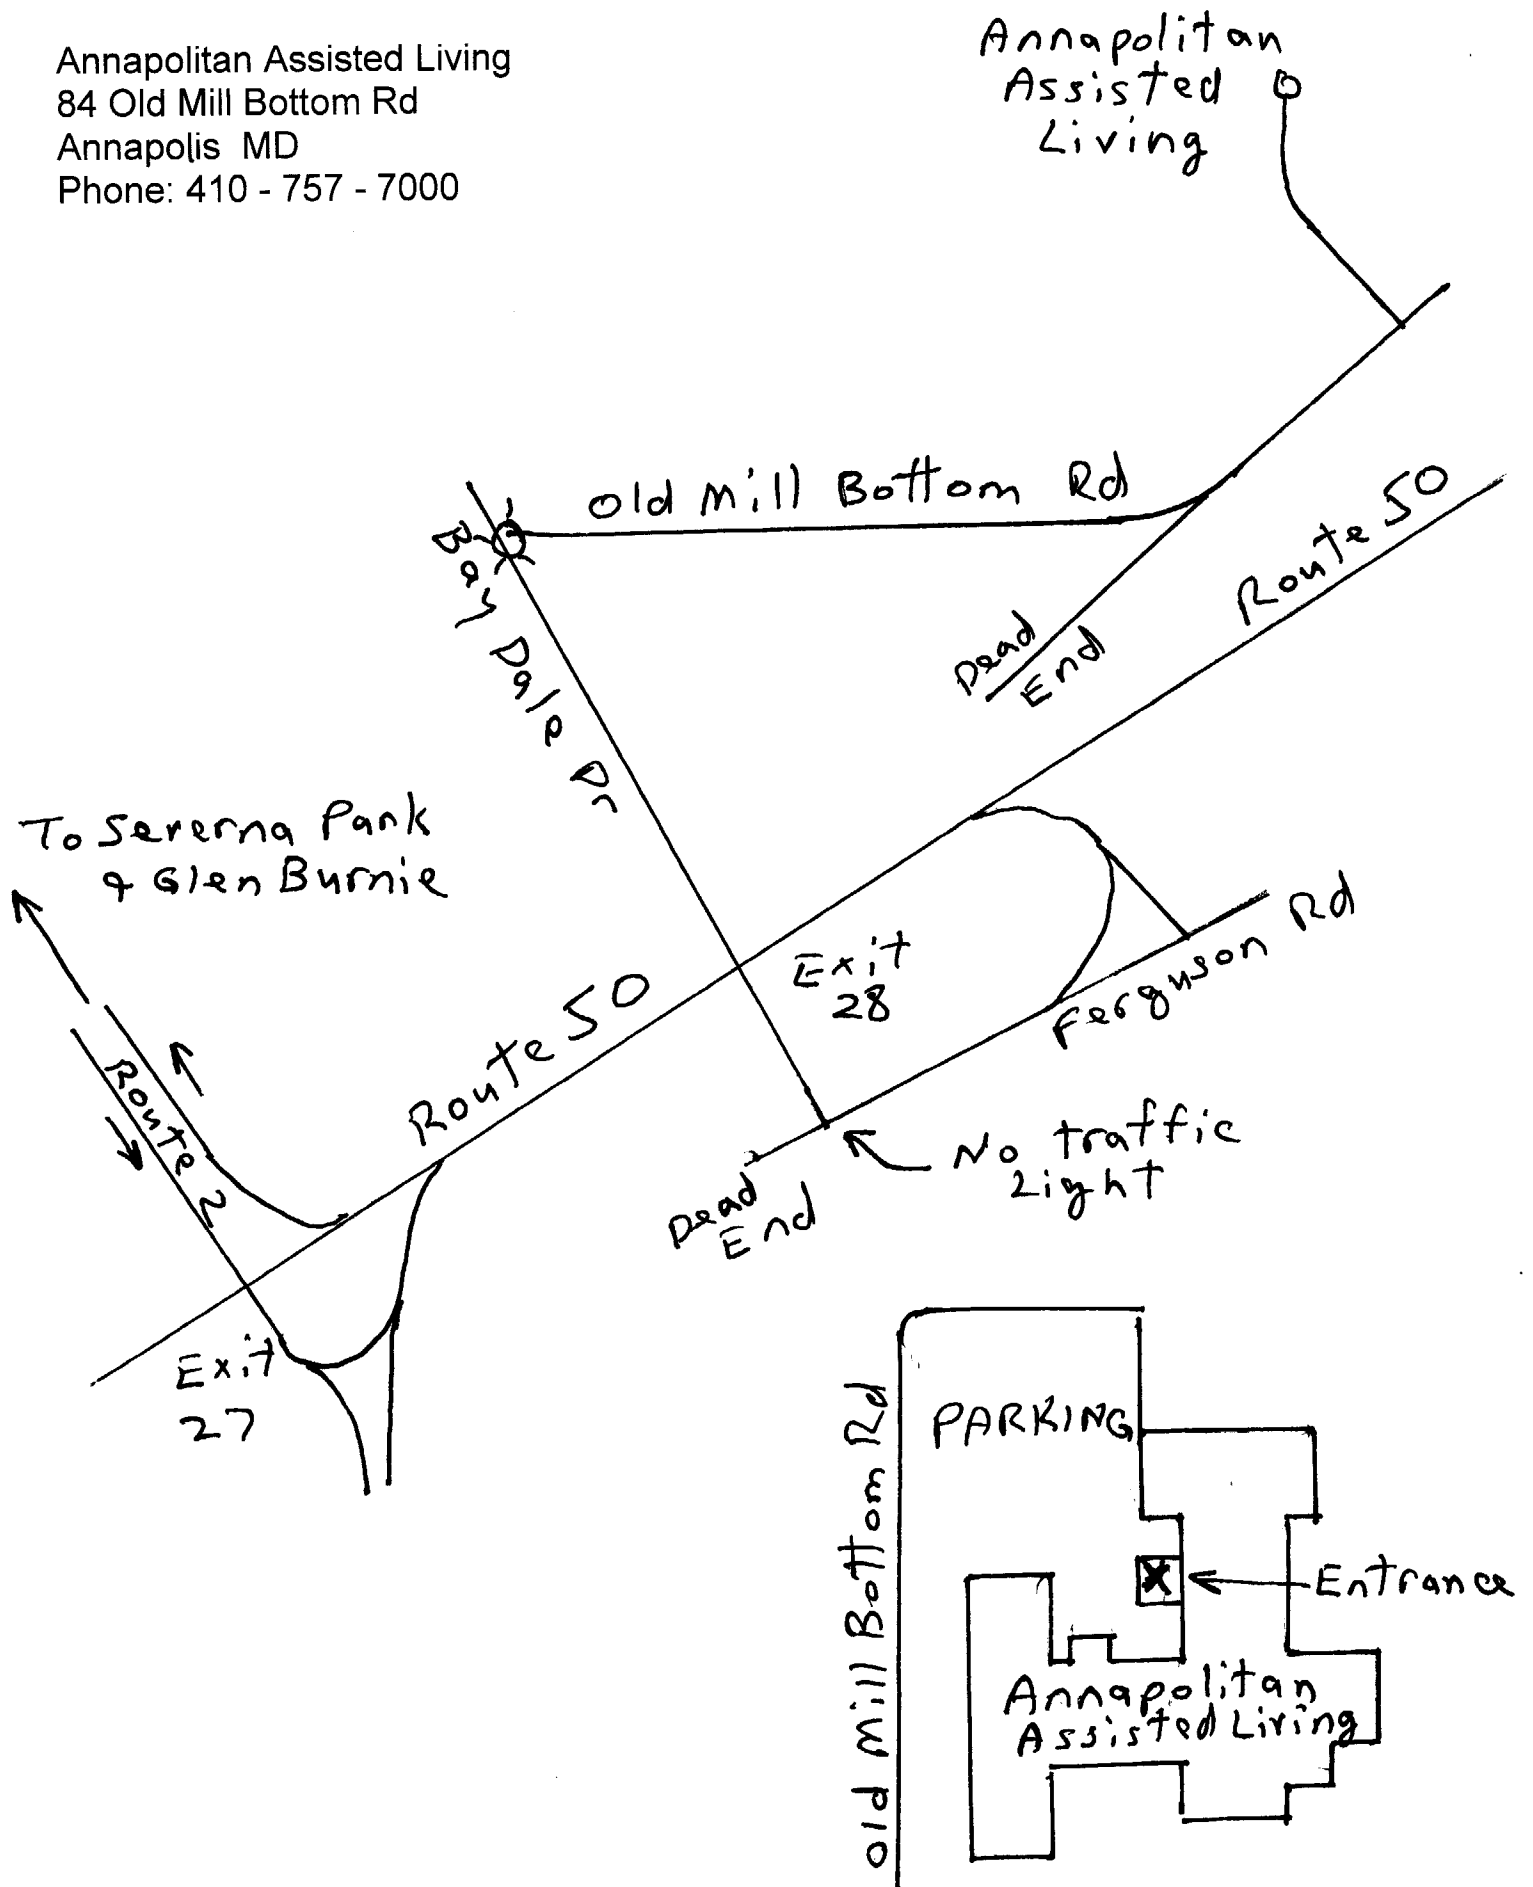 Annapolitan Assisted Living
84 Old Mill Bottom Rd
Annapolis MD
Phone: 410 - 757 - 7000
Annapolitan
Assisted
Living
Old Mill Bottom Rd
Route 50
Bay Dale Dr
Dead
End
To Severna Park
& Glen Burnie
Exit
28
Ferguson Rd
Route 50
Route 2
No traffic
Light
Dead
End
Exit
27
PARKING
Old Mill Bottom Rd
Entrance
Annapolitan
Assisted Living